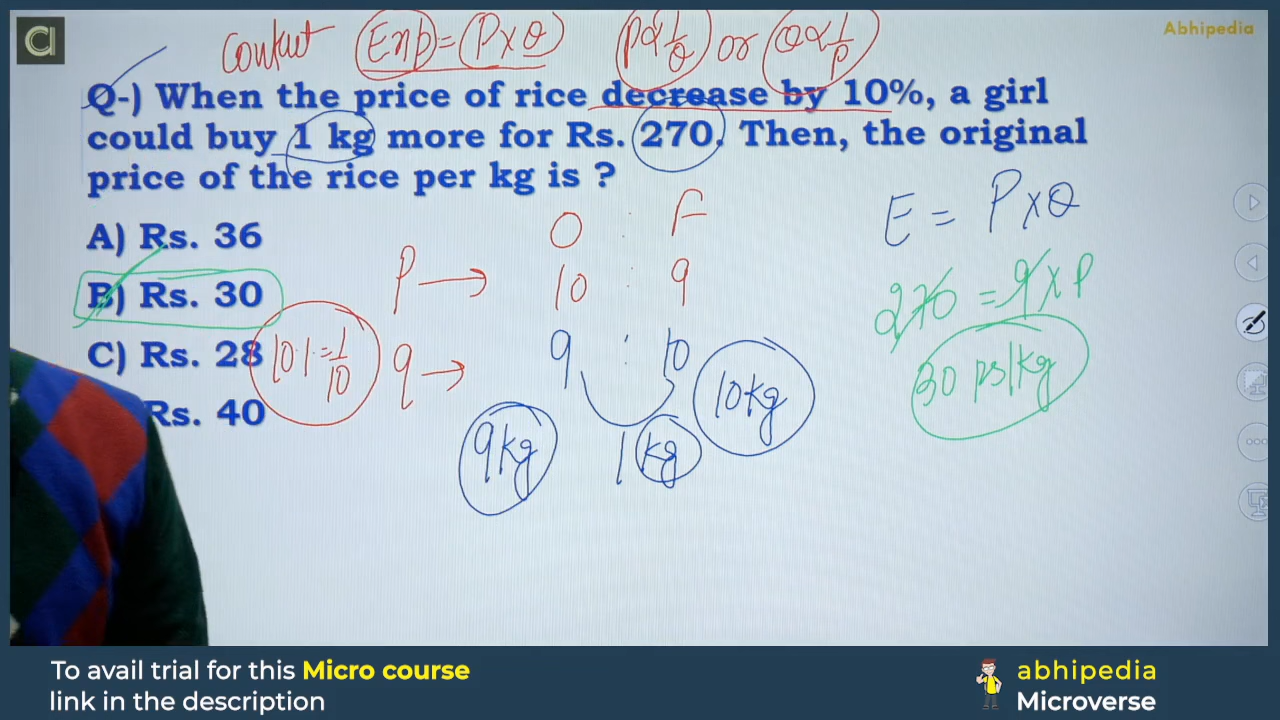 Abhipedia
Constant Exp = (P x Q) P∝1/Q or Q∝1/P
Q-) When the price of rice decrease by 10%, a girl
could buy 1 kg more for Rs. 270. Then, the original
price of the rice per kg is ?
E = P x Q
O : F
A) Rs. 36
P → 10 : 9
270 = 9 x P
B) Rs. 30
10% = 1/10
q → 9 : 10
10kg
30 ps/kg
C) Rs. 28
Rs. 40
9kg
1 kg
To avail trial for this Micro course
link in the description
abhipedia
Microverse